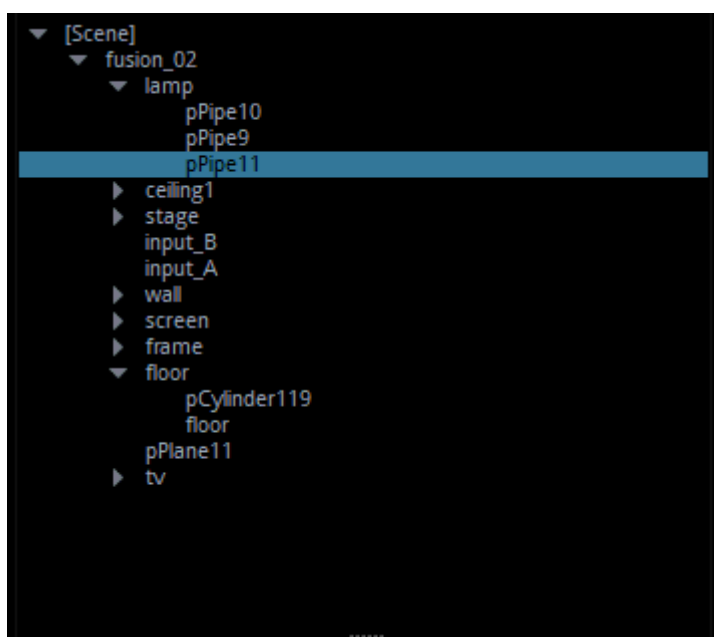 [Scene]
fusion_02
lamp
pPipe10
pPipe9
pPipe11
ceiling1
stage
input_B
input_A
wall
screen
frame
floor
pCylinder119
floor
pPlane11
tv